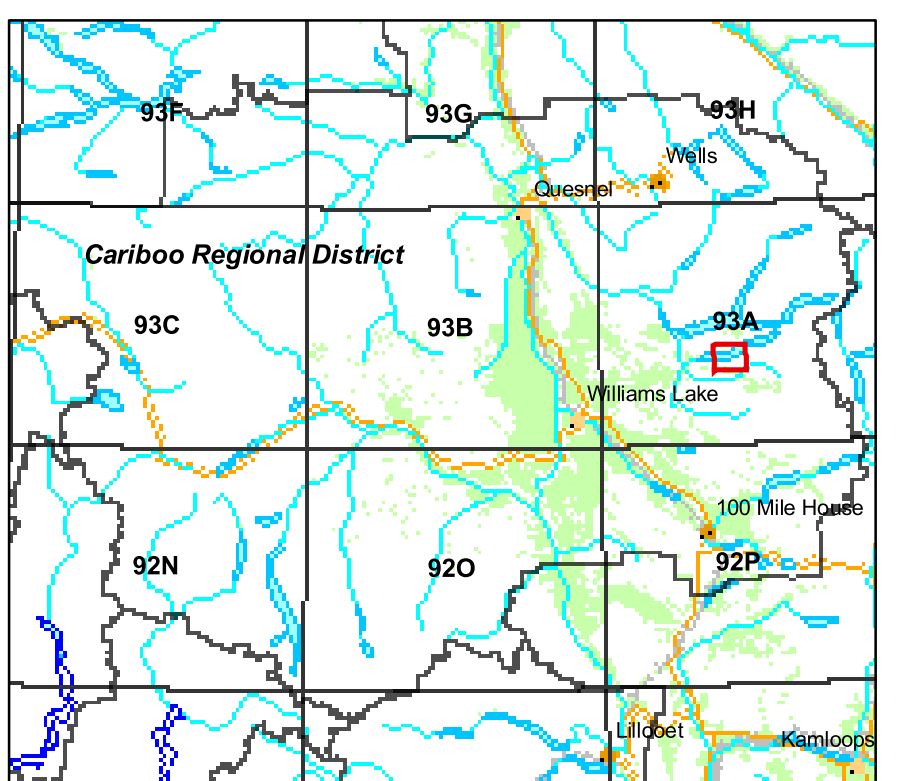 93F
93G
93H
Wells
Quesnel
Cariboo Regional District
93C
93B
93A
Williams Lake
100 Mile House
92N
92O
92P
Lillooet
Kamloops